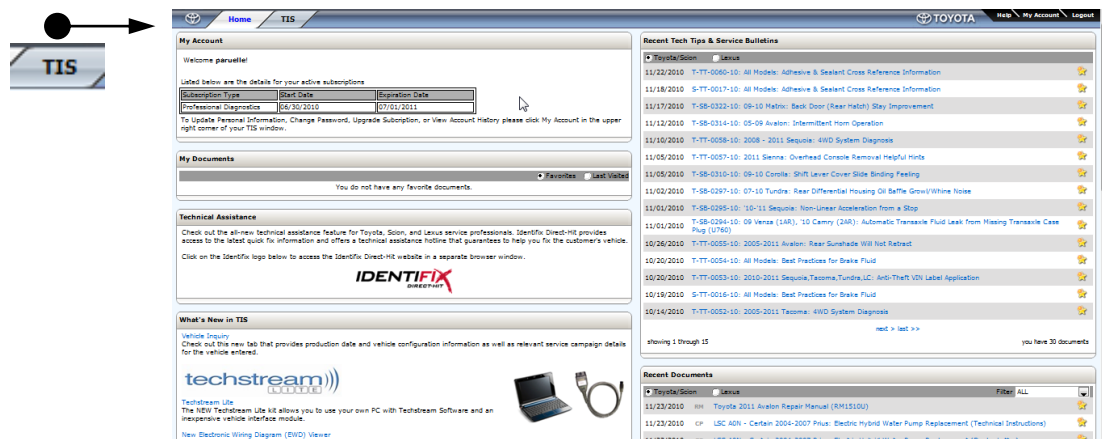 TIS
Home
TIS
TOYOTA
Help
My Account
Logout
My Account
Welcome paruelle!
Listed below are the details for your active subscriptions
Subscription Type Start Date Expiration Date
Professional Diagnostics 06/30/2010 07/01/2011
To Update Personal Information, Change Password, Upgrade Subcription, or View Account History please click My Account in the upper
right corner of your TIS window.
My Documents
Favorites Last Visited
You do not have any favorite documents.
Technical Assistance
Check out the all-new technical assistance feature for Toyota, Scion, and Lexus service professionals. Identifix Direct-Hit provides
access to the latest quick fix information and offers a technical assistance hotline that guarantees to help you fix the customer's vehicle.
Click on the Identifix logo below to access the Identifix Direct-Hit website in a separate browser window.
IDENTIFIX
DIRECT-HIT
What's New in TIS
Vehicle Inquiry
Check out this new tab that provides production date and vehicle configuration information as well as relevant service campaign details
for the vehicle entered.
techstream
LITE
Techstream Lite
The NEW Techstream Lite kit allows you to use your own PC with Techstream Software and an
inexpensive vehicle interface module.
New Electronic Wiring Diagram (EWD) Viewer
Recent Tech Tips & Service Bulletins
Toyota/Scion Lexus
11/22/2010 T-TT-0060-10: All Models: Adhesive & Sealant Cross Reference Information
11/18/2010 S-TT-0017-10: All Models: Adhesive & Sealant Cross Reference Information
11/17/2010 T-SB-0322-10: 09-10 Matrix: Back Door (Rear Hatch) Stay Improvement
11/12/2010 T-SB-0314-10: 05-09 Avalon: Intermittent Horn Operation
11/10/2010 T-TT-0058-10: 2008 - 2011 Sequoia: 4WD System Diagnosis
11/05/2010 T-TT-0057-10: 2011 Sienna: Overhead Console Removal Helpful Hints
11/05/2010 T-SB-0310-10: 09-10 Corolla: Shift Lever Cover Slide Binding Feeling
11/02/2010 T-SB-0297-10: 07-10 Tundra: Rear Differential Housing Oil Baffle Growl/Whine Noise
11/01/2010 T-SB-0295-10: '10-'11 Sequoia: Non-Linear Acceleration from a Stop
11/01/2010 T-SB-0294-10: 09 Venza (1AR), '10 Camry (2AR): Automatic Transaxle Fluid Leak from Missing Transaxle Case
Plug (U760)
10/26/2010 T-TT-0055-10: 2005-2011 Avalon: Rear Sunshade Will Not Retract
10/20/2010 T-TT-0054-10: All Models: Best Practices for Brake Fluid
10/20/2010 T-TT-0053-10: 2010-2011 Sequoia,Tacoma,Tundra,LC: Anti-Theft VIN Label Application
10/19/2010 S-TT-0016-10: All Models: Best Practices for Brake Fluid
10/14/2010 T-TT-0052-10: 2005-2011 Tacoma: 4WD System Diagnosis
next > last >>
showing 1 through 15 you have 30 documents
Recent Documents
Toyota/Scion Lexus Filter ALL
11/23/2010 RM Toyota 2011 Avalon Repair Manual (RM1510U)
11/23/2010 CP LSC A0N - Certain 2004-2007 Prius: Electric Hybrid Water Pump Replacement (Technical Instructions)